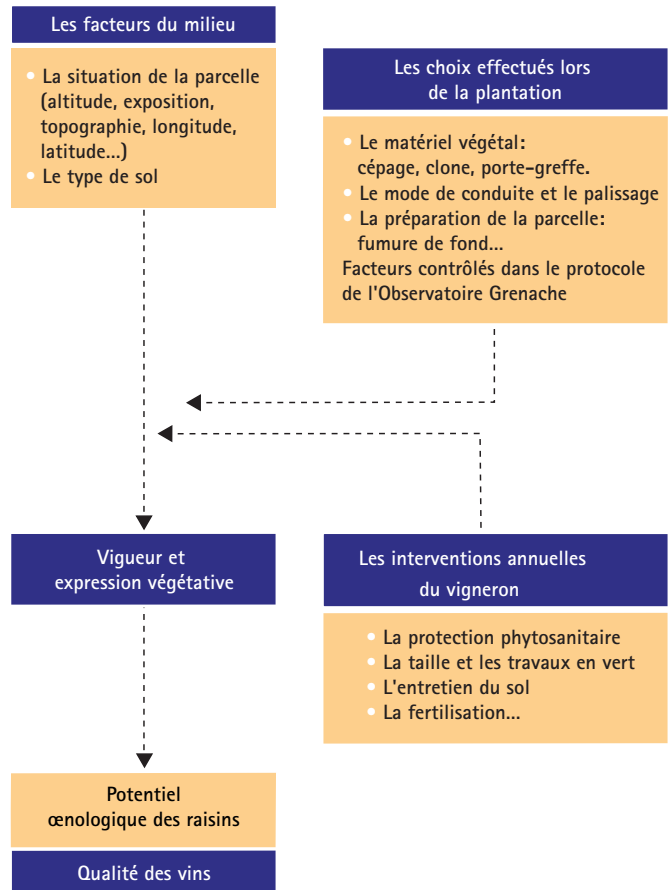 Les facteurs du milieu
• La situation de la parcelle
(altitude, exposition,
topographie, longitude,
latitude...)
• Le type de sol
Les choix effectués lors
de la plantation
• Le matériel végétal:
cépage, clone, porte-greffe.
• Le mode de conduite et le palissage
• La préparation de la parcelle:
fumure de fond...
Facteurs contrôlés dans le protocole
de l'Observatoire Grenache
Vigueur et
expression végétative
Les interventions annuelles
du vigneron
• La protection phytosanitaire
• La taille et les travaux en vert
• L'entretien du sol
• La fertilisation...
Potentiel
œnologique des raisins
Qualité des vins